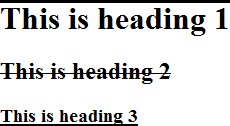 This is heading 1
This is heading 2
This is heading 3